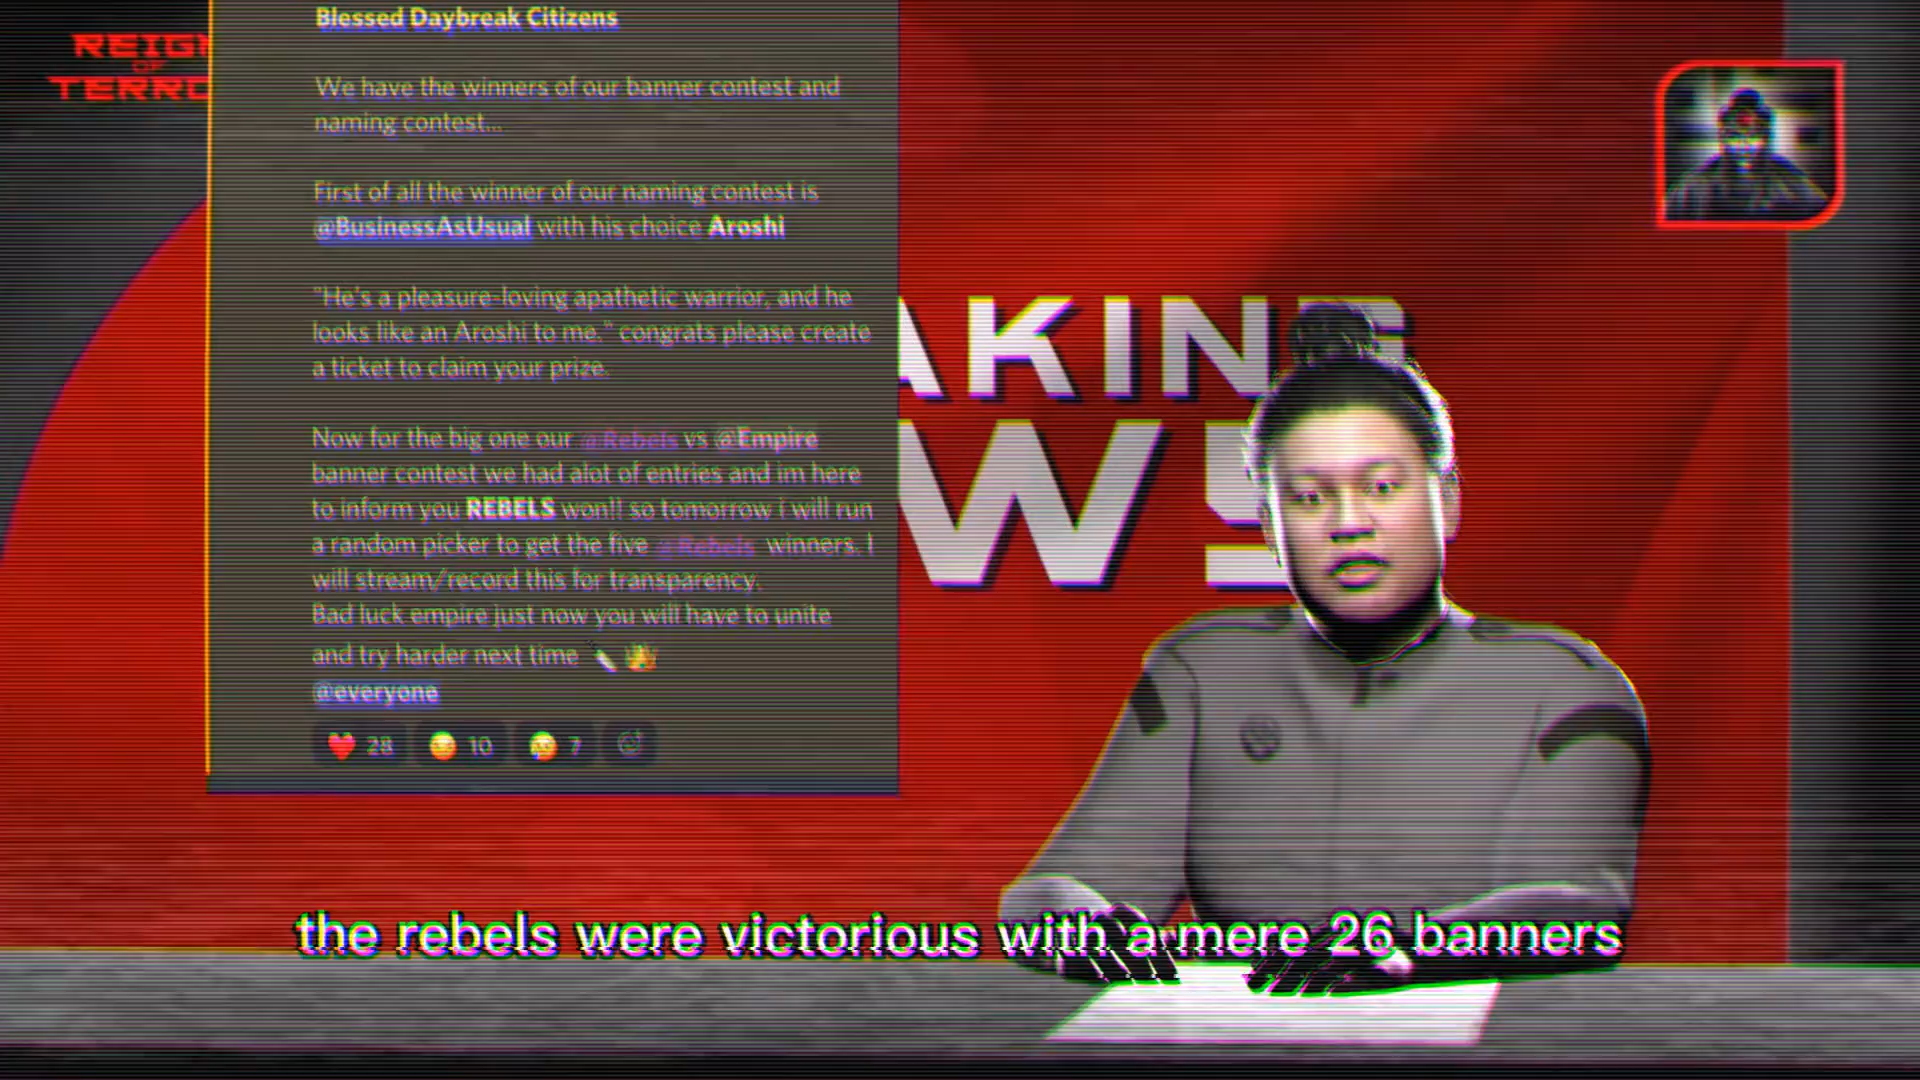 REIGN
OF
TERRO
Blessed Daybreak Citizens
We have the winners of our banner contest and
naming contest...
First of all the winner of our naming contest is
@BusinessAsUsual with his choice Aroshi
"He's a pleasure-loving apathetic warrior, and he
looks like an Aroshi to me." congrats please create
a ticket to claim your prize.
Now for the big one our @Rebels vs @Empire
banner contest we had alot of entries and im here
to inform you REBELS won!! so tomorrow i will run
a random picker to get the five @Rebels winners. I
will stream/record this for transparency.
Bad luck empire just now you will have to unite
and try harder next time
@everyone
28 10 7
AKING
WS
the rebels were victorious with a mere 26 banners